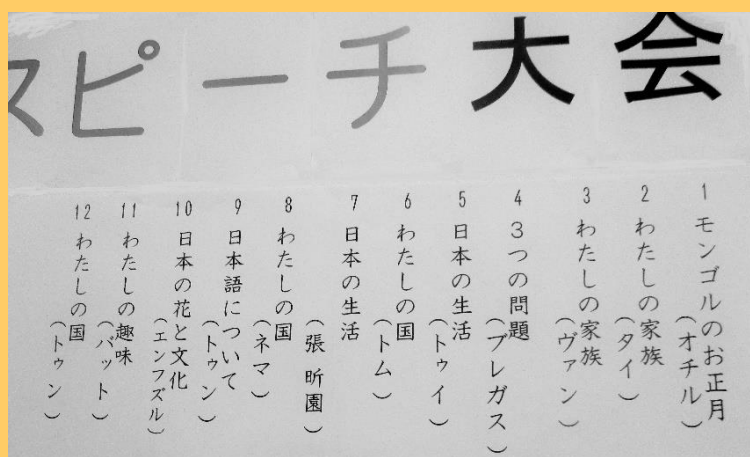 スピーチ大会
1 モンゴルのお正月
(オチル)
2 わたしの家族
(タイ)
3 わたしの家族
(ヴァン)
4 3つの問題
(プレガス)
5 日本の生活
(トゥイ)
6 わたしの国
(トム)
7 日本の生活
(張昕園)
8 わたしの国
(ネマ)
9 日本語について
(トゥン)
10 日本の花と文化
(エンフズル)
11 わたしの趣味
(バット)
12 わたしの国
(トゥン)